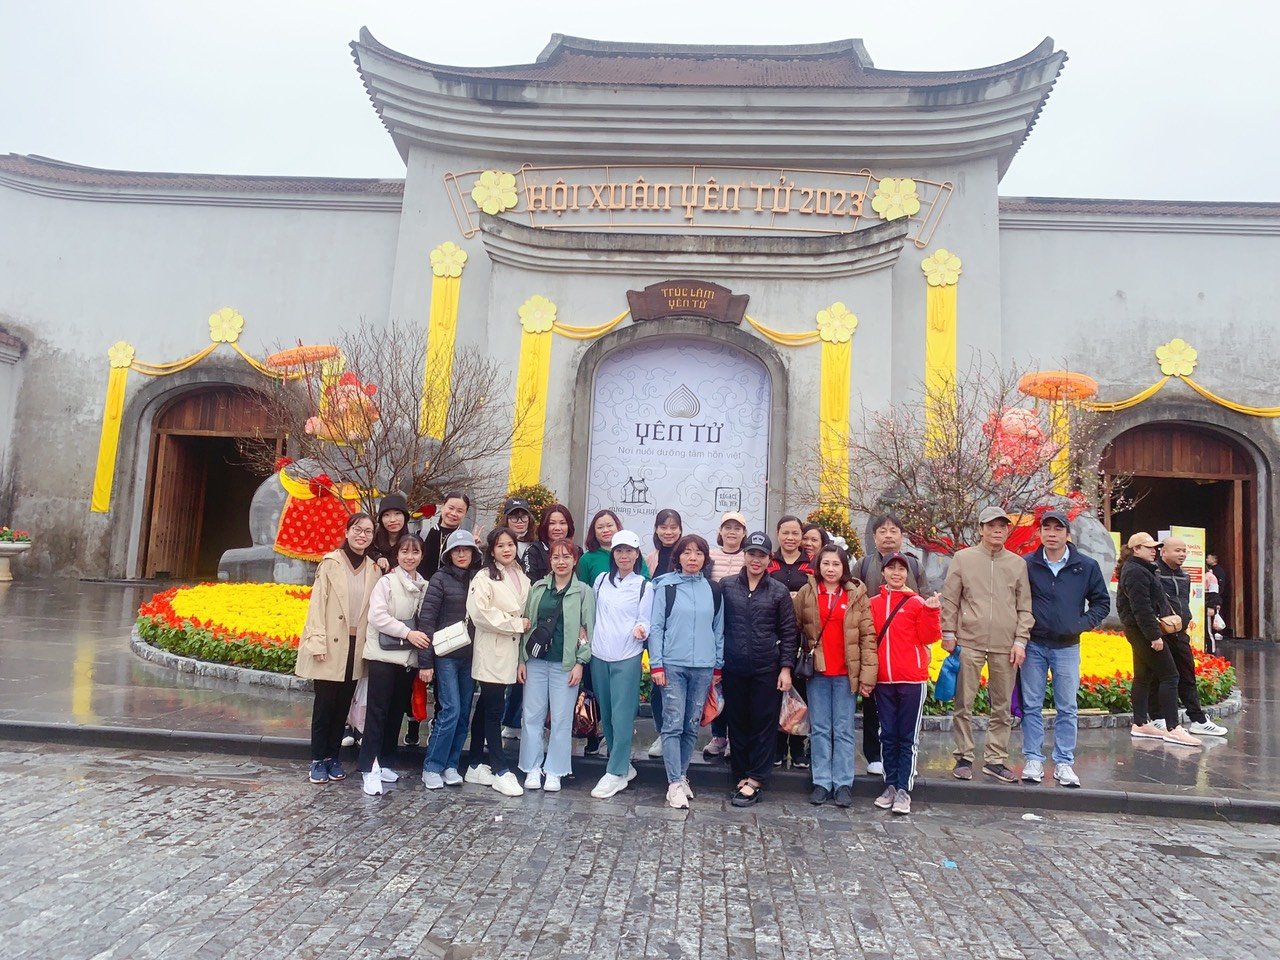 HỘI XUÂN YÊN TỬ 2023
TRÚC LÂM
YÊN TỬ
YÊN TỬ
Nơi nuôi dưỡng tâm hồn việt